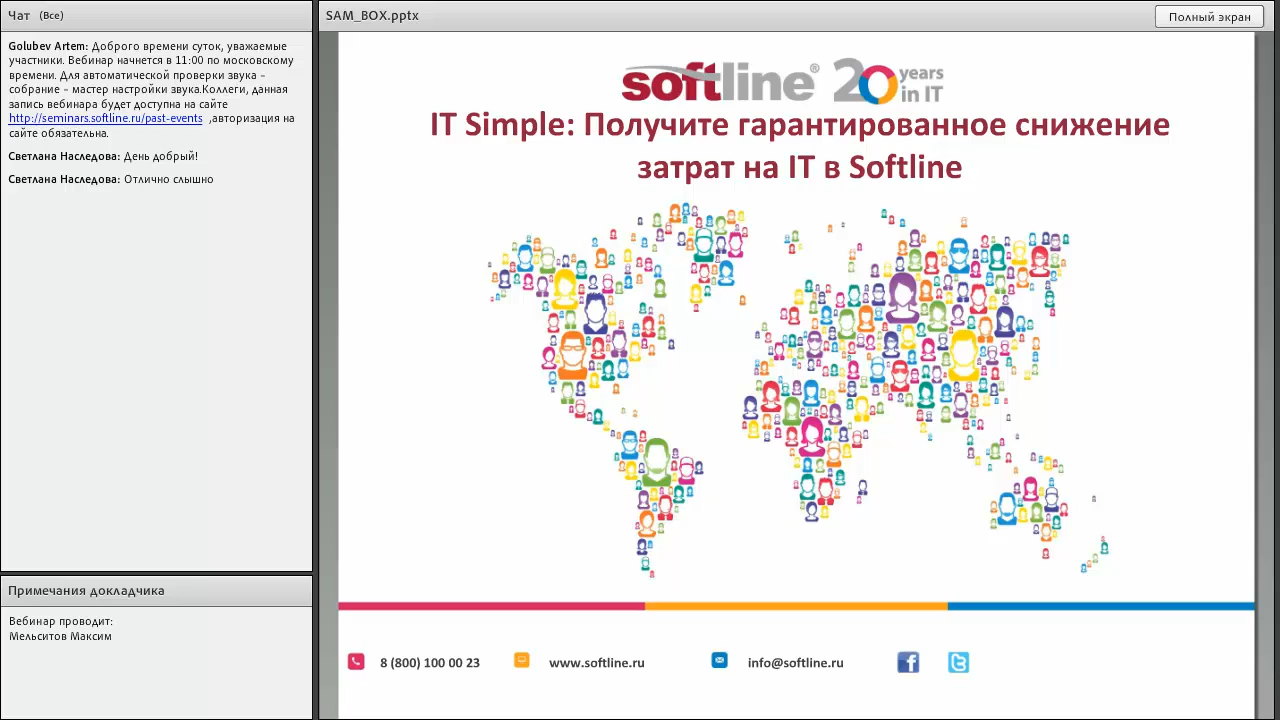 Чат (Все)
Golubev Artem: Доброго времени суток, уважаемые
участники. Вебинар начнется в 11:00 по московскому
времени. Для автоматической проверки звука –
собрание – мастер настройки звука.Коллеги, данная
запись вебинара будет доступна на сайте
http://seminars.softline.ru/past-events ,авторизация на
сайте обязательна.
Светлана Наследова: День добрый!
Светлана Наследова: Отлично слышно
Примечания докладчика
Вебинар проводит:
Мельситов Максим
SAM_BOX.pptx
Полный экран
softline® 20 years
in IT
IT Simple: Получите гарантированное снижение
затрат на IT в Softline
8 (800) 100 00 23
www.softline.ru
info@softline.ru